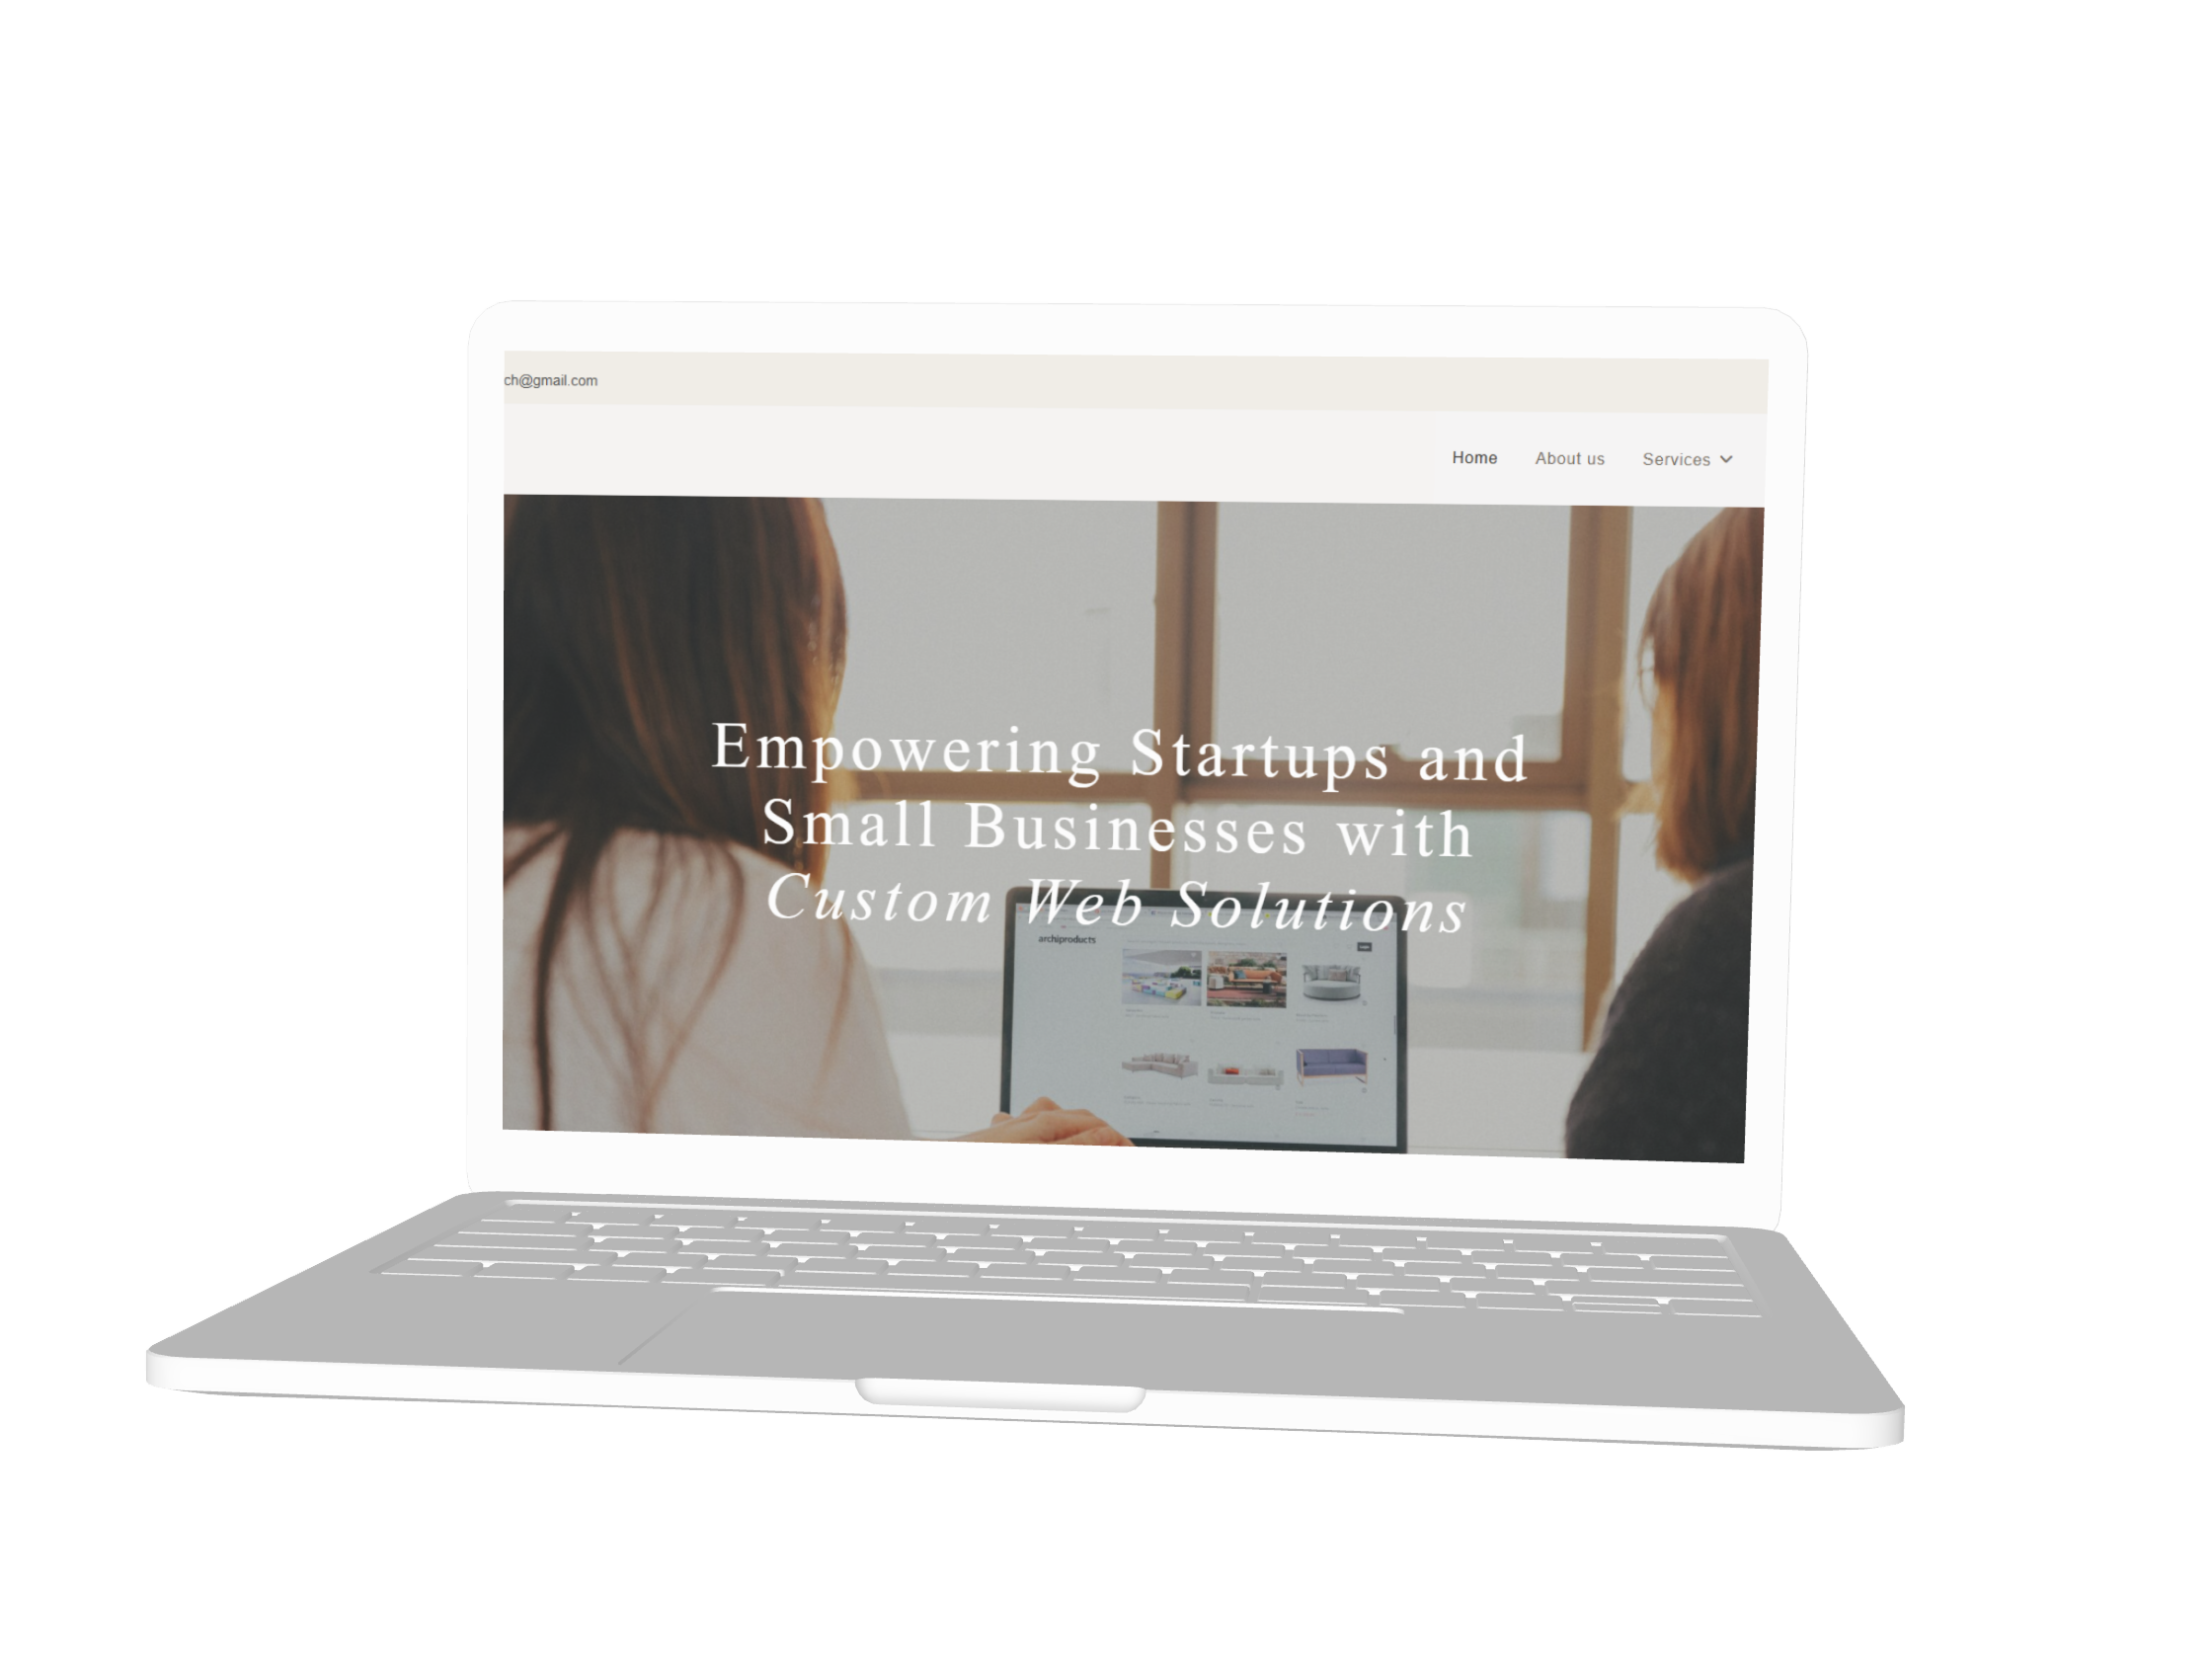 ch@gmail.com
Home About us Services
Empowering Startups and
Small Businesses with
Custom Web Solutions
archiproducts